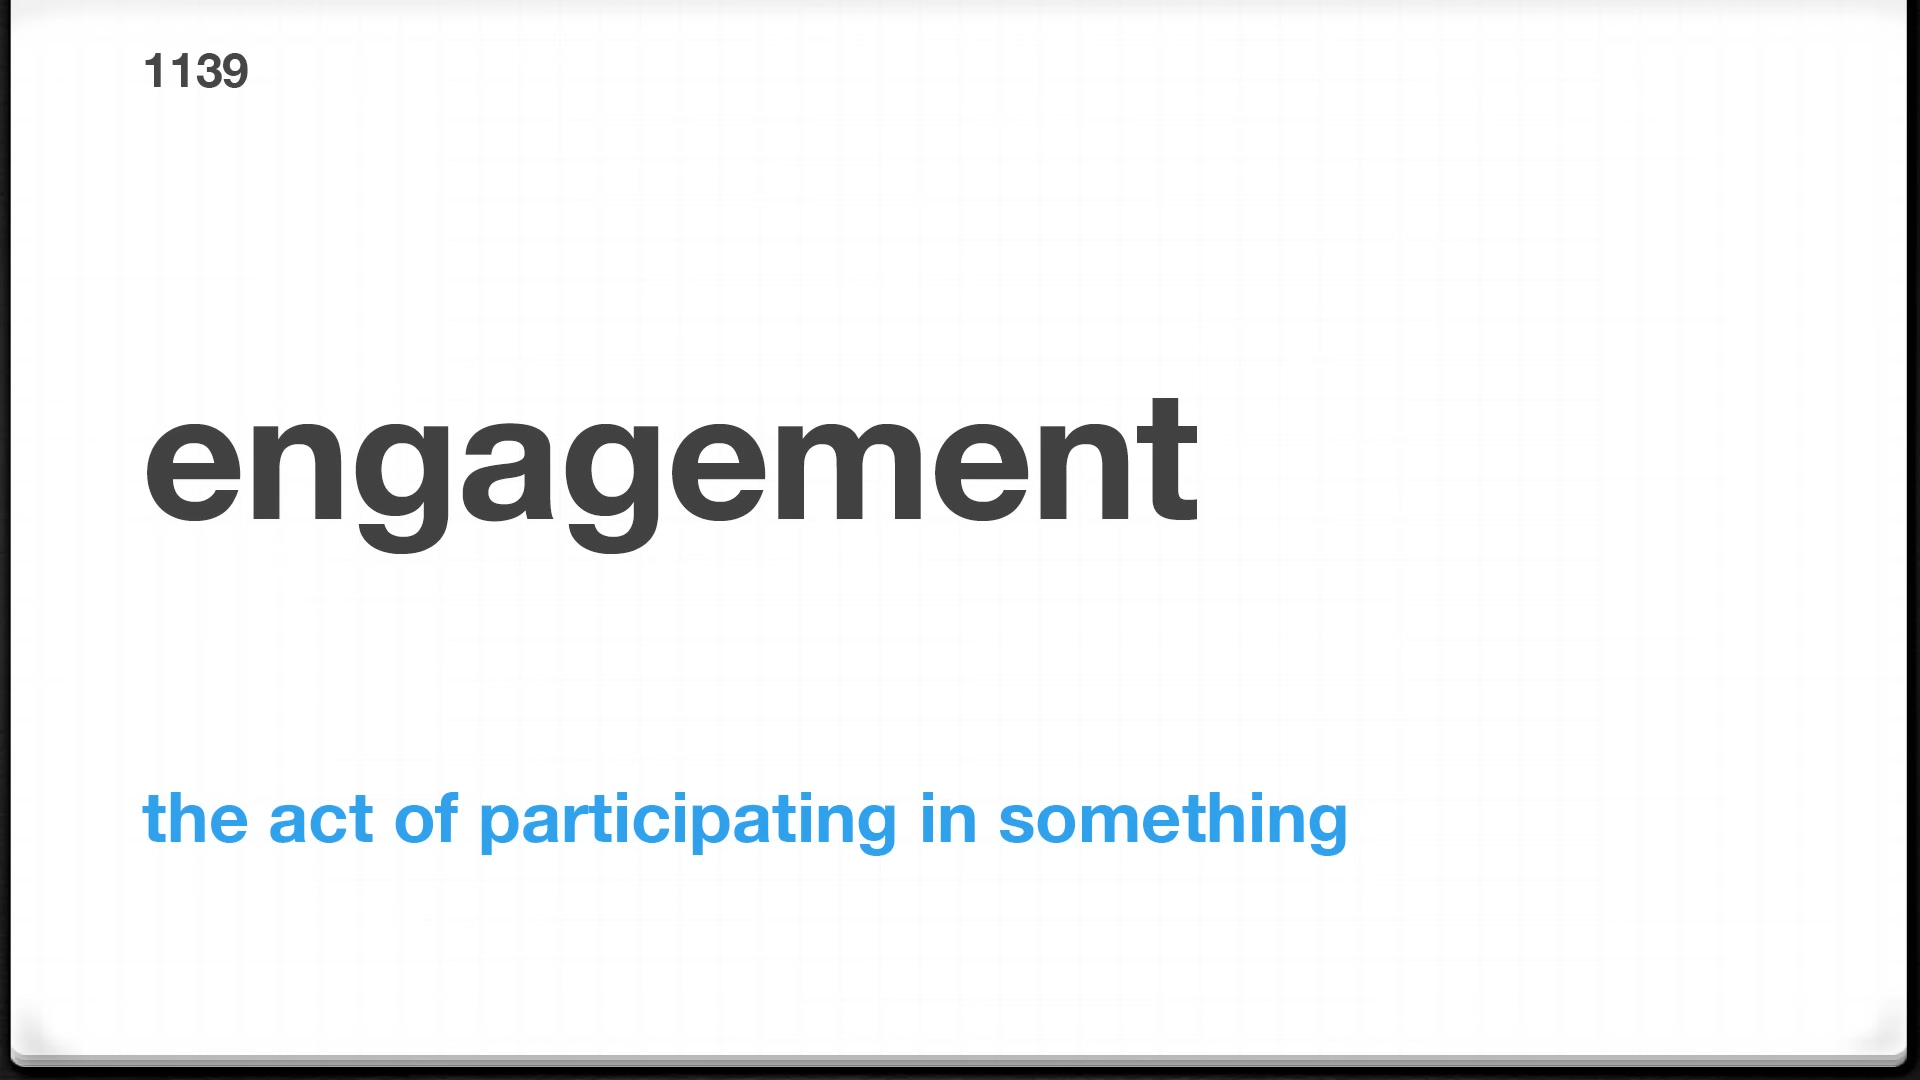 1139
engagement
the act of participating in something